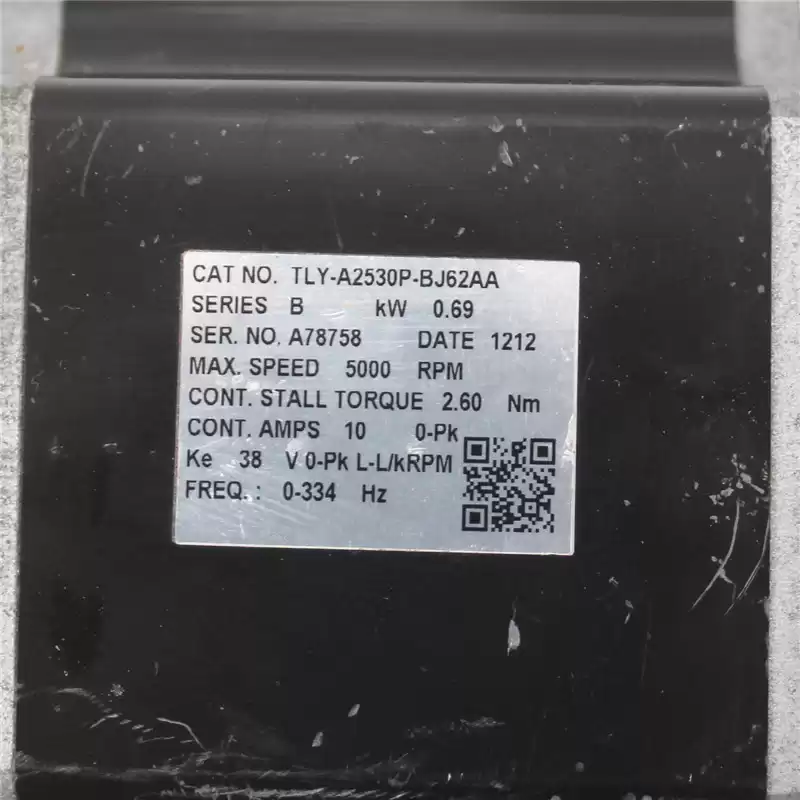 CAT NO. TLY-A2530P-BJ62AA
SERIES B kW 0.69
SER. NO. A78758 DATE 1212
MAX. SPEED 5000 RPM
CONT. STALL TORQUE 2.60 Nm
CONT. AMPS 10 0-Pk
Ke 38 V 0-Pk L-L/kRPM
FREQ. : 0-334 Hz